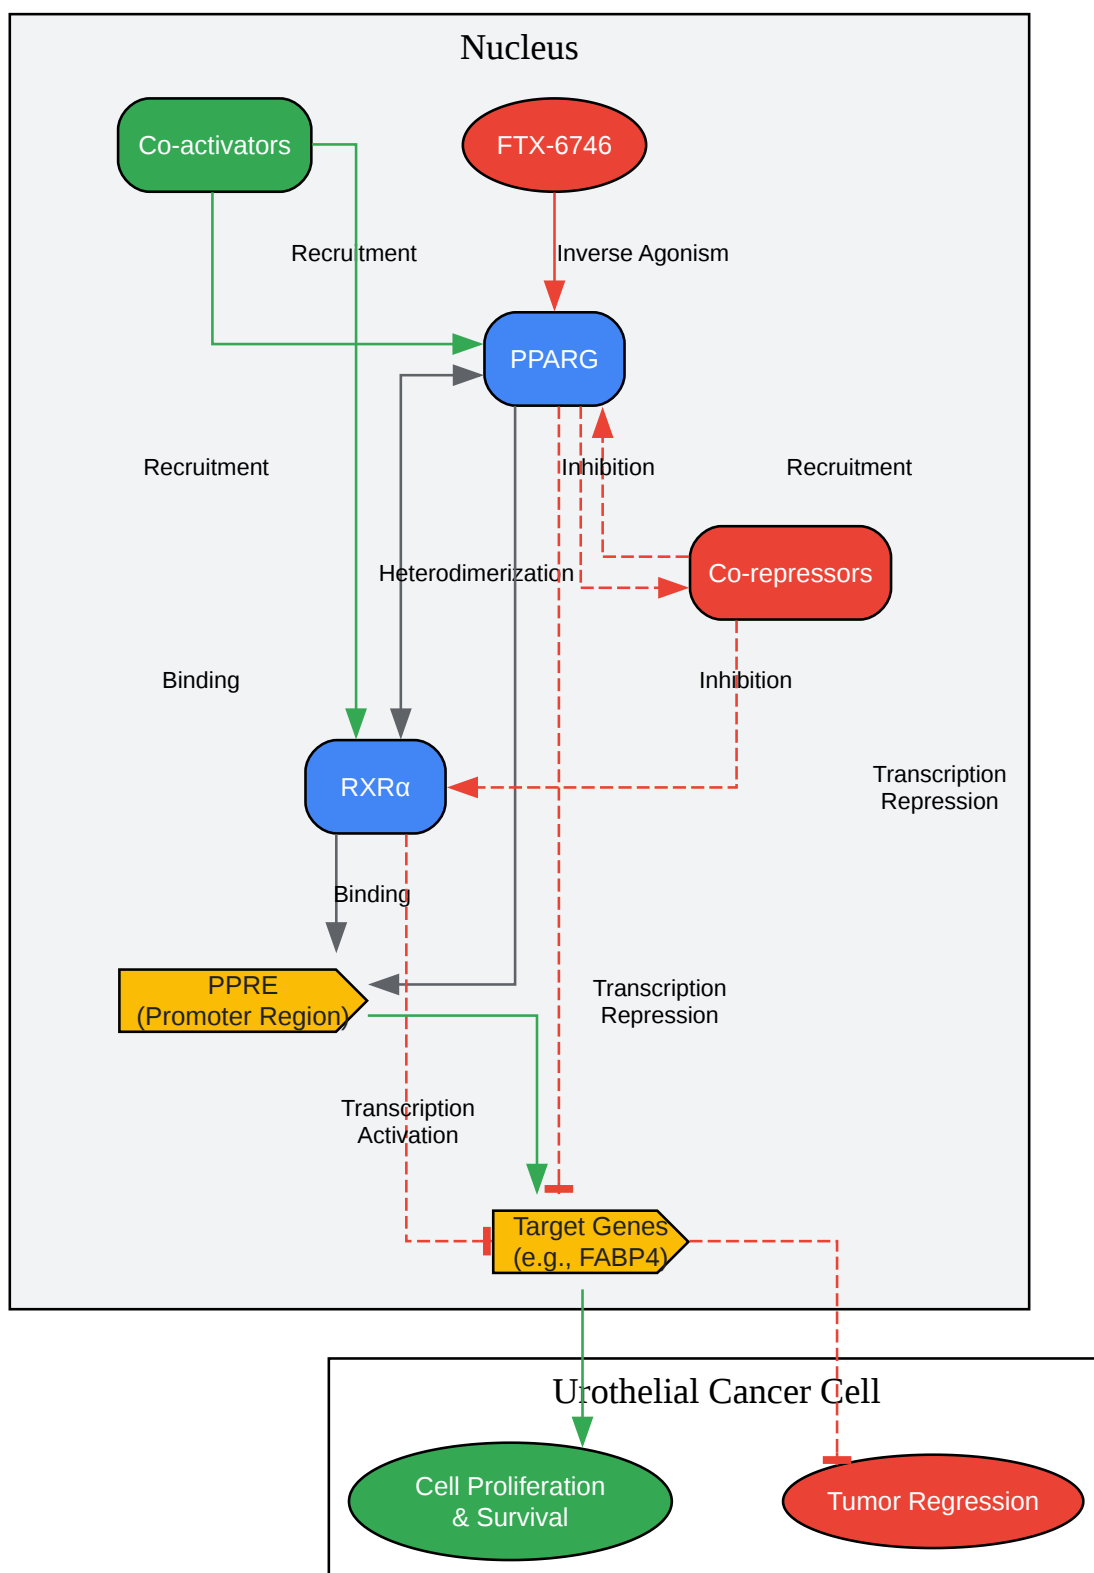 Nucleus
Co-activators
FTX-6746
Recruitment
Inverse Agonism
PPARG
Recruitment
Inhibition
Recruitment
Heterodimerization
Co-repressors
Binding
Inhibition
RXRα
Transcription
Repression
Binding
PPRE
(Promoter Region)
Transcription
Repression
Transcription
Activation
Target Genes
(e.g., FABP4)
Urothelial Cancer Cell
Cell Proliferation
& Survival
Tumor Regression